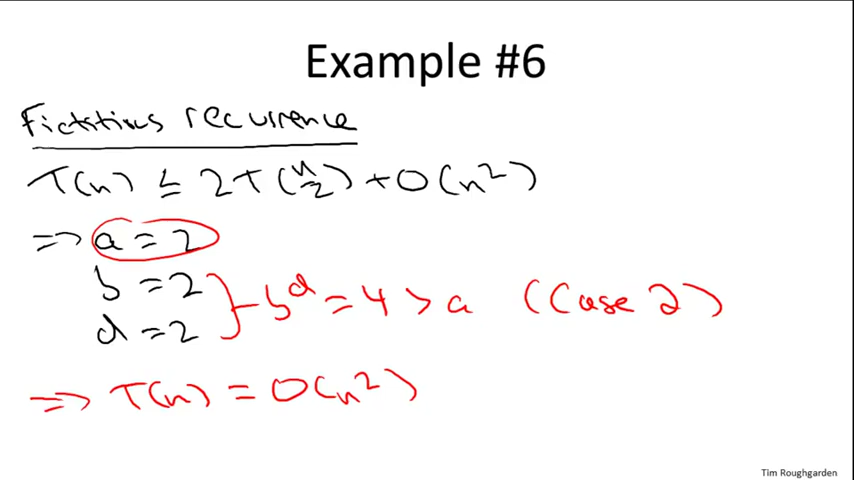 Example #6
Fictitious recurrence
T(n) ≤ 2T(n/2) + O(n²)
=> a = 2
b = 2
d = 2
} b^d = 4 > a (Case 2)
=> T(n) = O(n²)
Tim Roughgarden